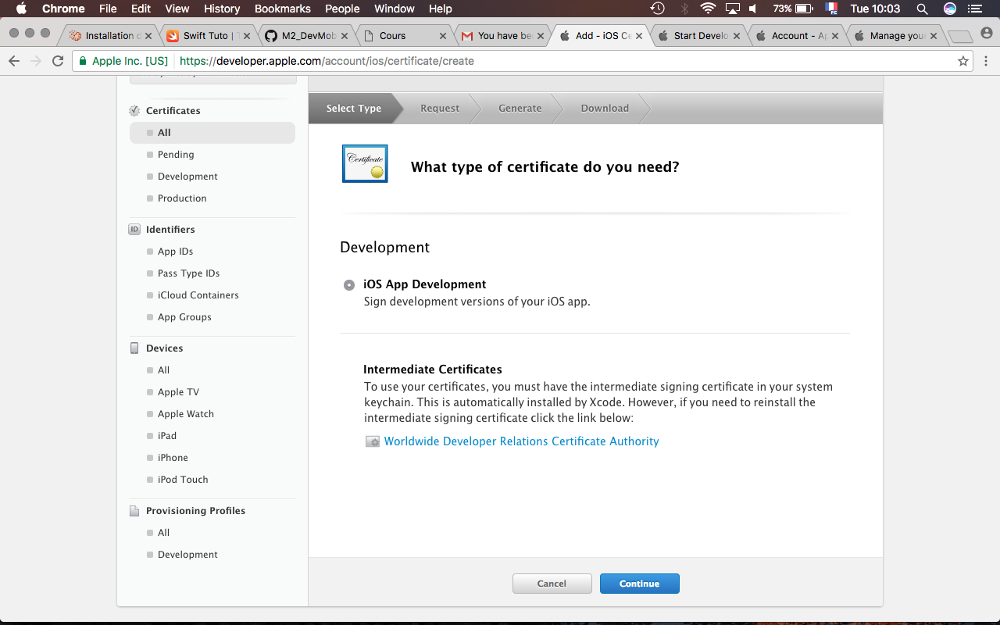 Chrome File Edit View History Bookmarks People Window Help 73% Tue 10:03
Installation d Swift Tuto | T M2_DevMob Cours You have be Add - iOS Ce Start Develo Account - Ap Manage your
Apple Inc. [US] https://developer.apple.com/account/ios/certificate/create
Certificates
All
Pending
Development
Production
ID Identifiers
App IDs
Pass Type IDs
iCloud Containers
App Groups
Devices
All
Apple TV
Apple Watch
iPad
iPhone
iPod Touch
Provisioning Profiles
All
Development
Select Type Request Generate Download
Certificate
What type of certificate do you need?
Development
iOS App Development
Sign development versions of your iOS app.
Intermediate Certificates
To use your certificates, you must have the intermediate signing certificate in your system
keychain. This is automatically installed by Xcode. However, if you need to reinstall the
intermediate signing certificate click the link below:
Worldwide Developer Relations Certificate Authority
Cancel Continue